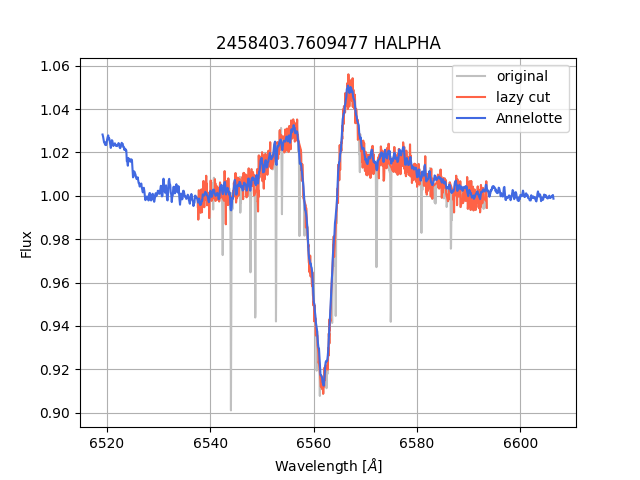 2458403.7609477 HALPHA
original
lazy cut
Annelotte
Flux
1.06
1.04
1.02
1.00
0.98
0.96
0.94
0.92
0.90
6520 6540 6560 6580 6600
Wavelength [Å]